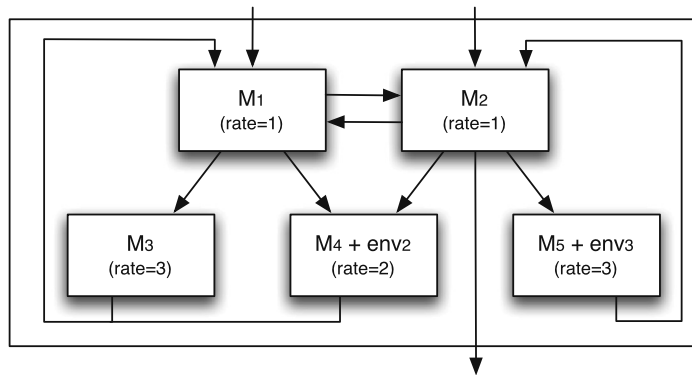 M1
(rate=1)
M2
(rate=1)
M3
(rate=3)
M4 + env2
(rate=2)
M5 + env3
(rate=3)